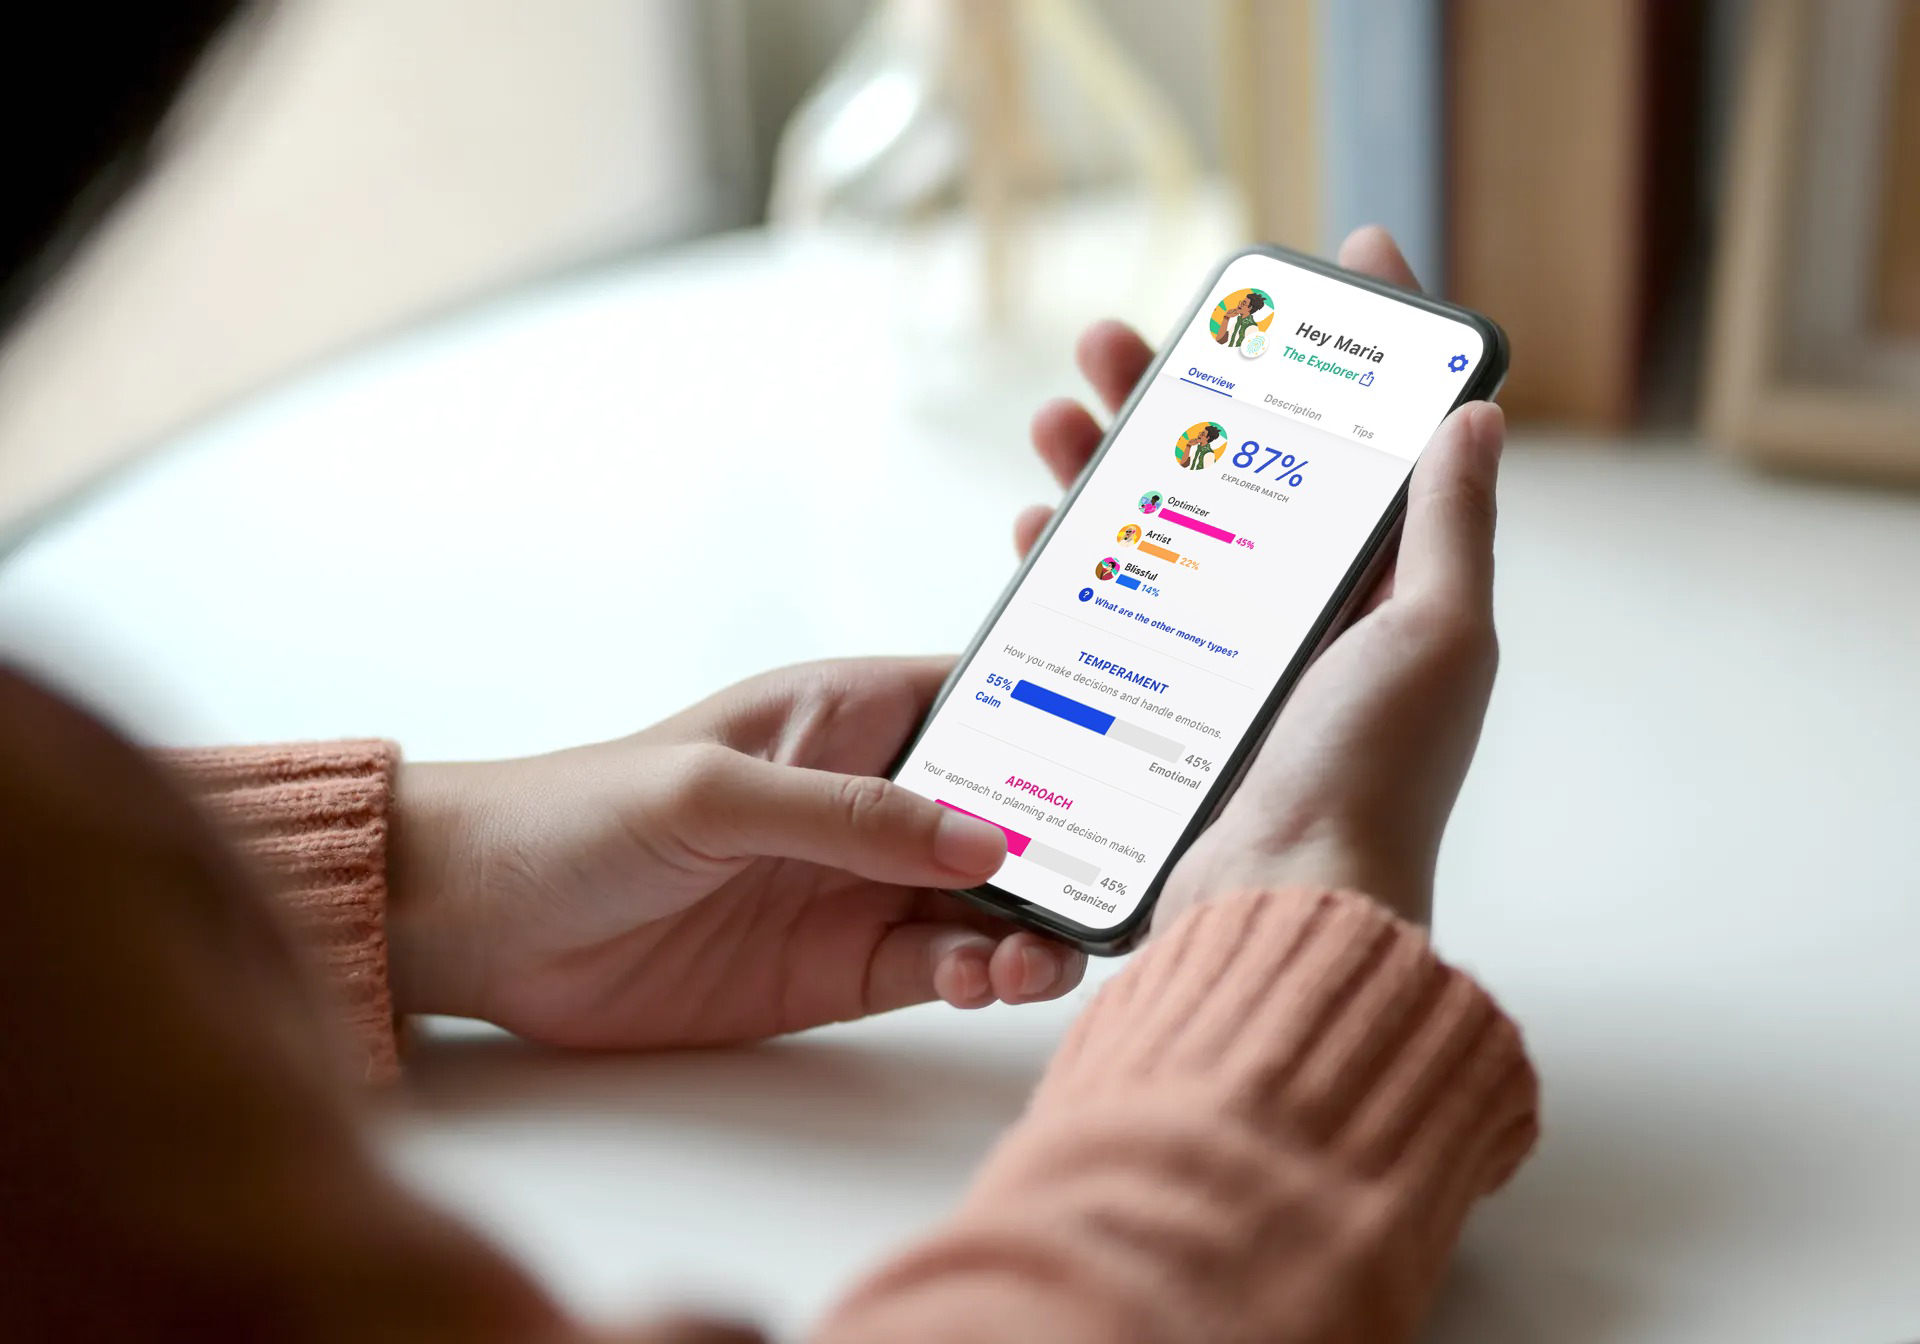 Hey Maria
The Explorer
Overview
Description
Tips
87%
EXPLORER MATCH
Optimizer
45%
Artist
22%
Blissful
14%
? What are the other money types?
TEMPERAMENT
How you make decisions and handle emotions.
55%
Calm
45%
Emotional
APPROACH
Your approach to planning and decision making.
45%
Organized